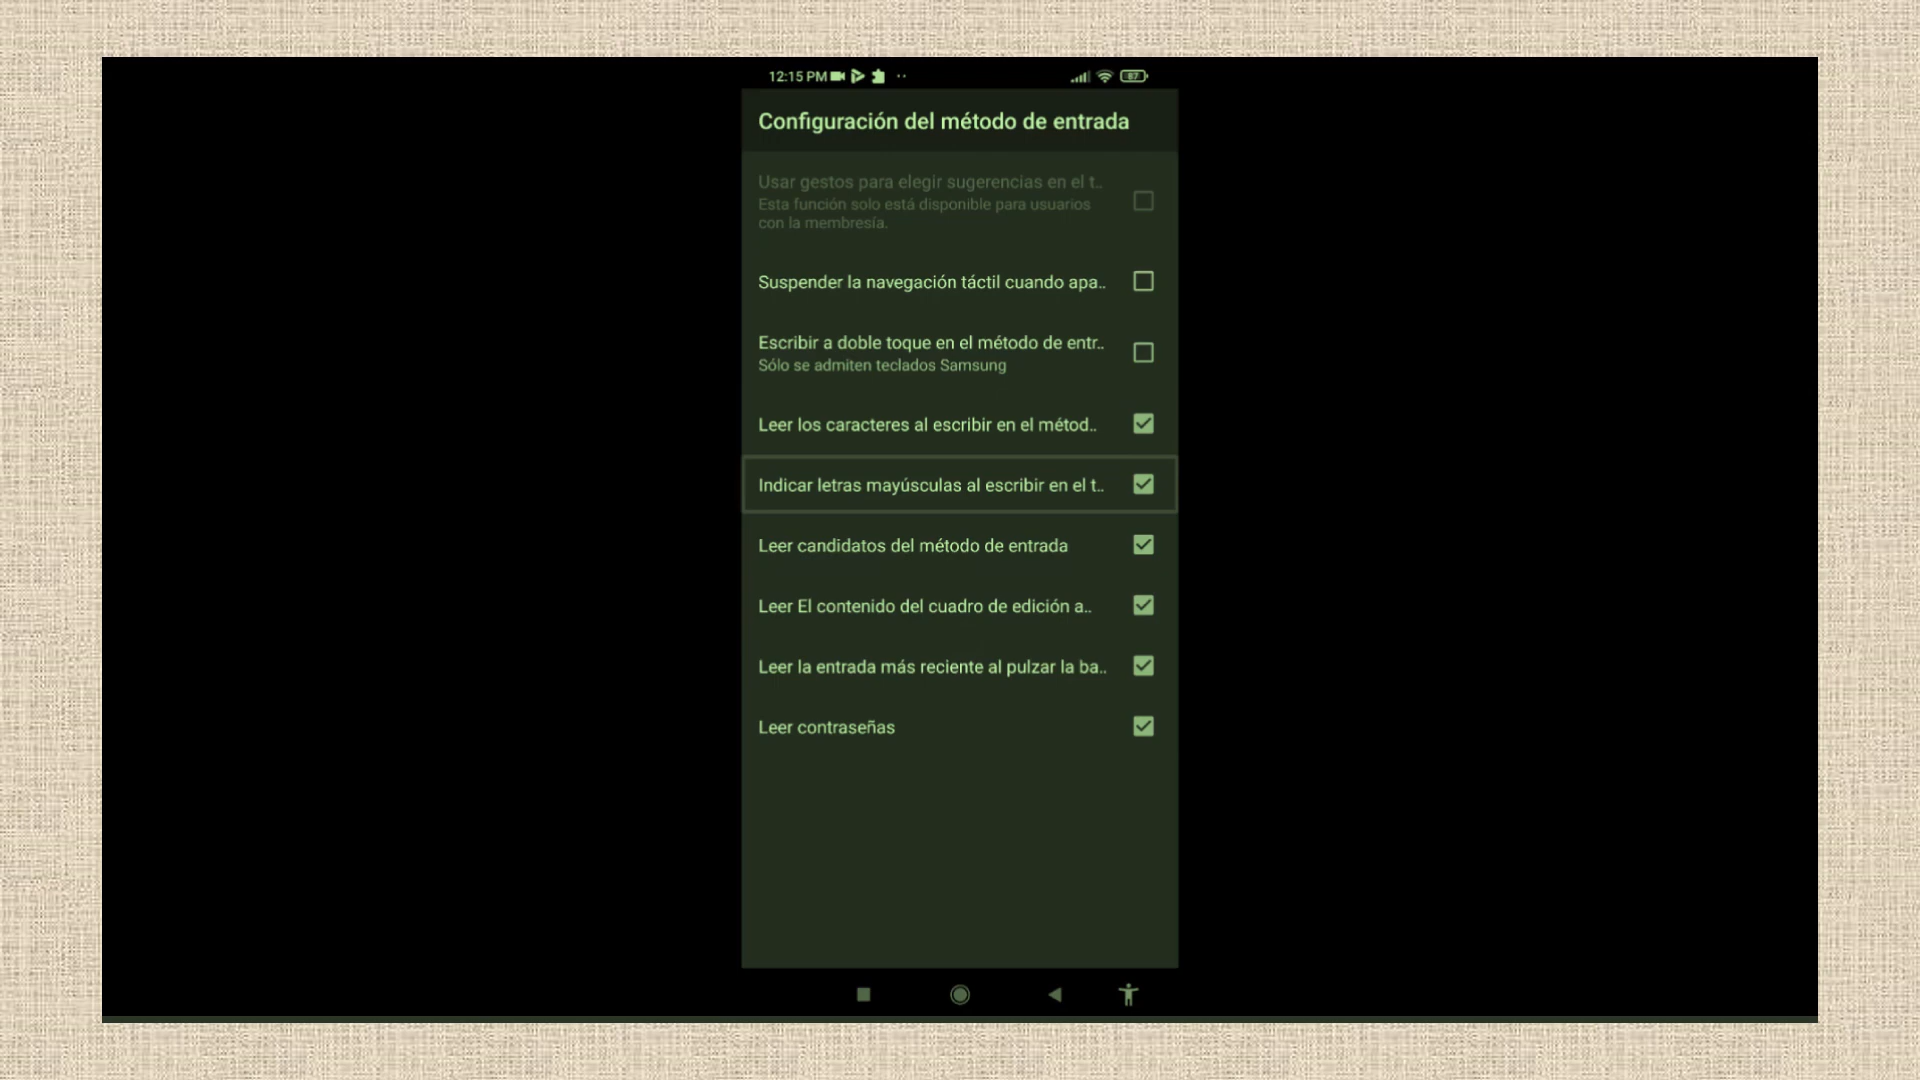 12:15 PM
87
Configuración del método de entrada
Usar gestos para elegir sugerencias en el t..
Esta función solo está disponible para usuarios
con la membresía.
Suspender la navegación táctil cuando apa..
Escribir a doble toque en el método de entr..
Sólo se admiten teclados Samsung
Leer los caracteres al escribir en el métod..
Indicar letras mayúsculas al escribir en el t..
Leer candidatos del método de entrada
Leer El contenido del cuadro de edición a..
Leer la entrada más reciente al pulzar la ba..
Leer contraseñas